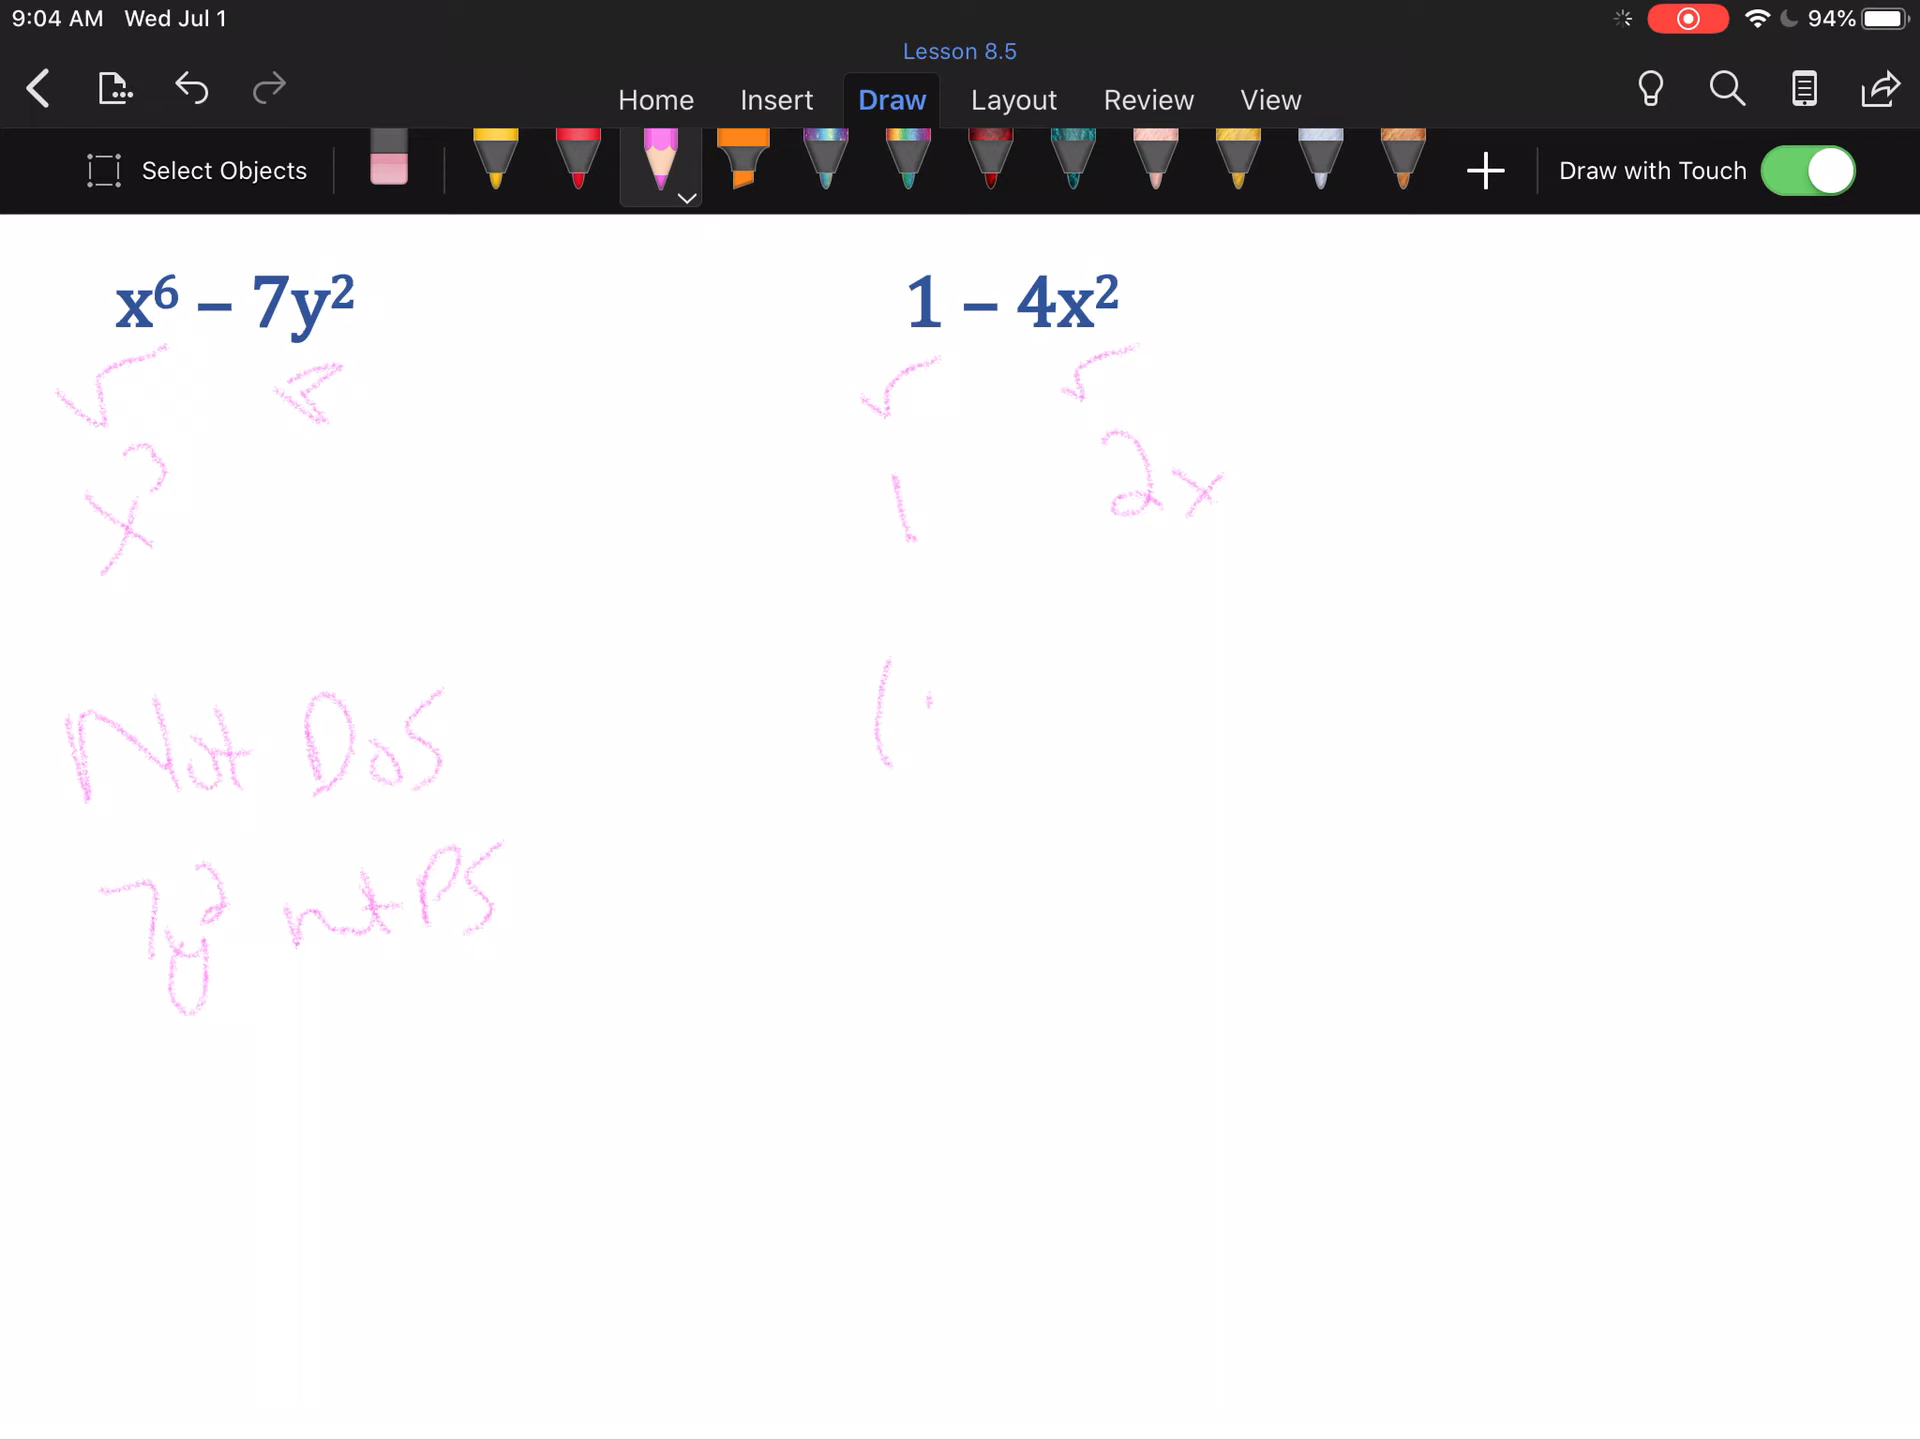 9:04 AM Wed Jul 1
94%
Lesson 8.5
Home Insert Draw Layout Review View
Select Objects
Draw with Touch
x⁶ – 7y²
1 – 4x²
√
√ √
x³
1 2x
(
Not DoS
7y² not PS